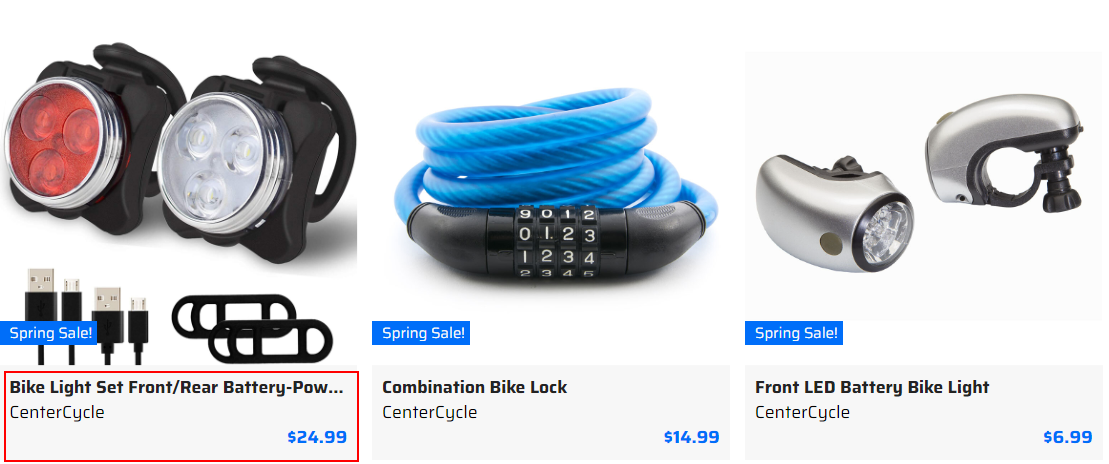 9 0 1 2
0 1 2 3
1 2 3 4
2 3 4 5
Spring Sale!
Spring Sale!
Spring Sale!
Bike Light Set Front/Rear Battery-Pow...
CenterCycle
$24.99
Combination Bike Lock
CenterCycle
$14.99
Front LED Battery Bike Light
CenterCycle
$6.99